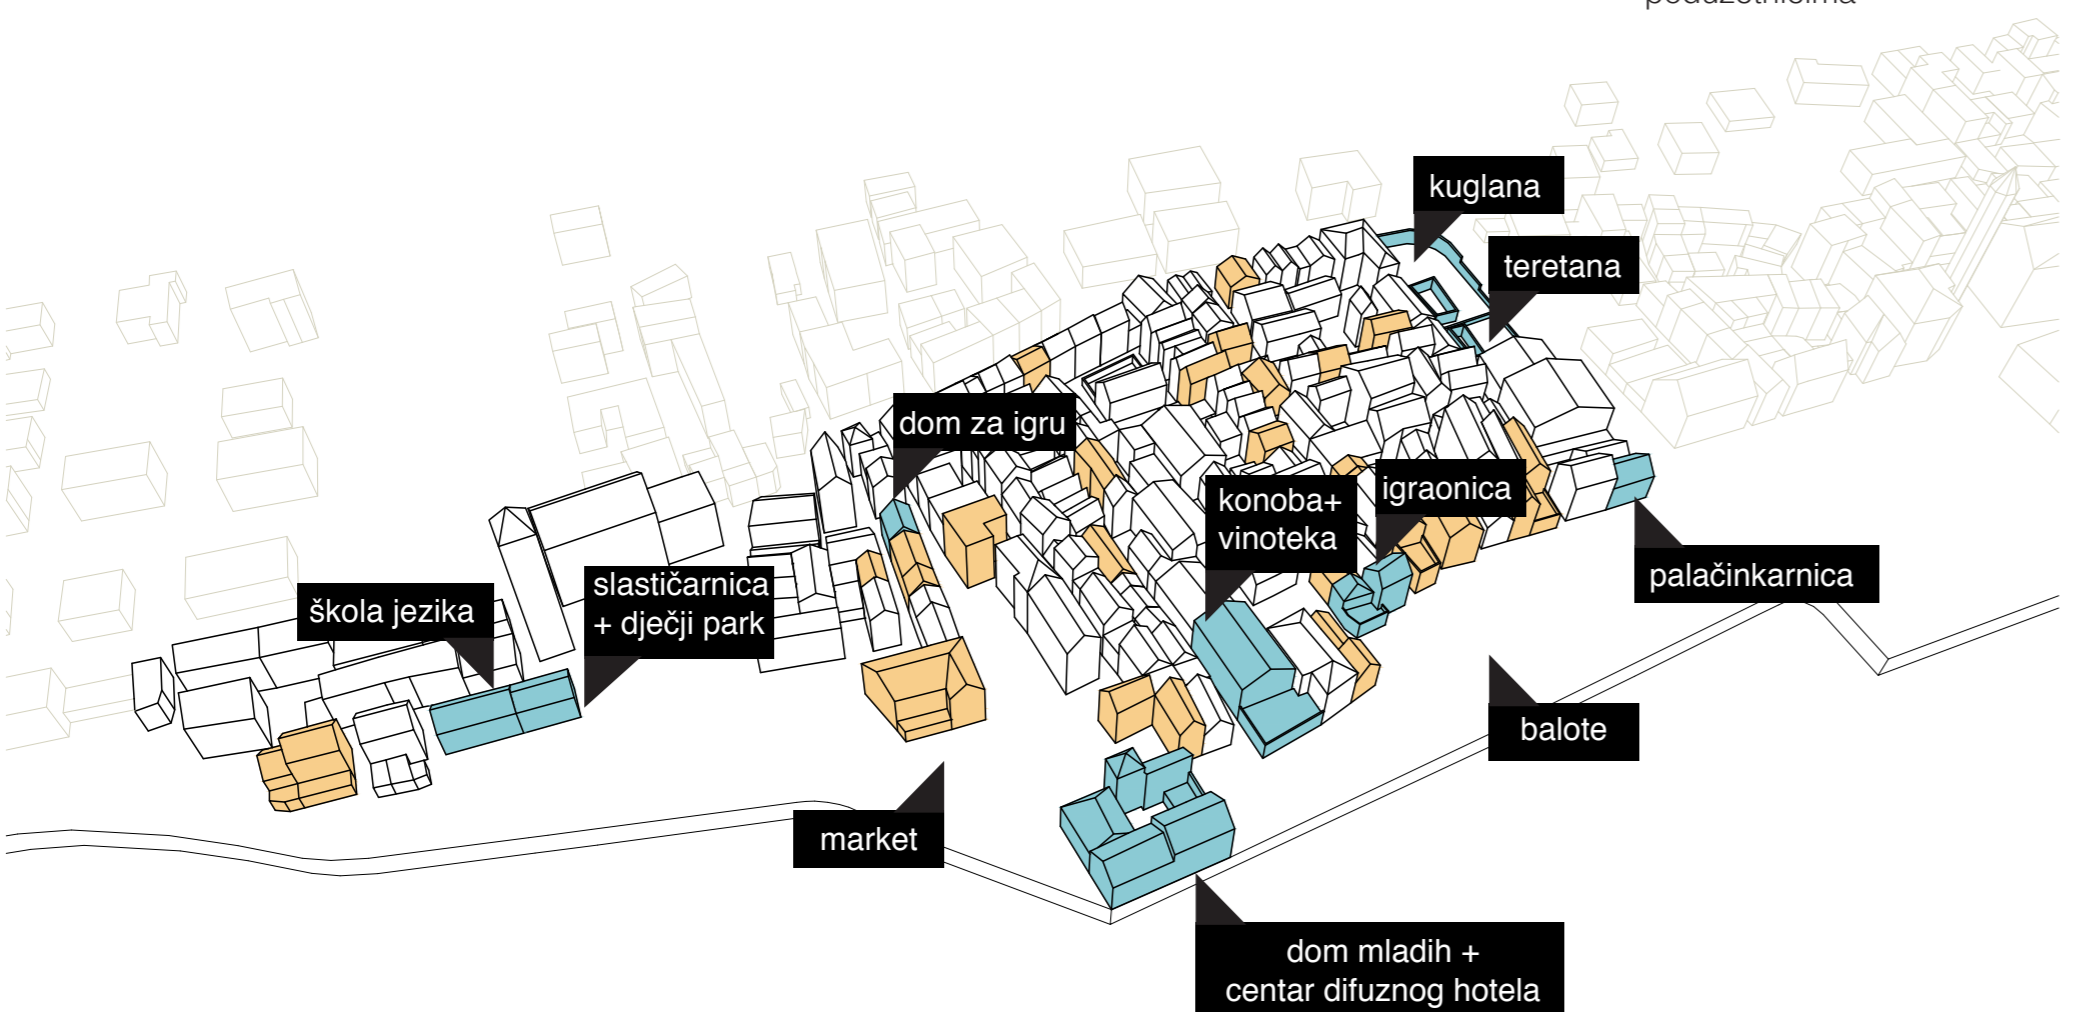 poduzetnicima
kuglana
teretana
dom za igru
konoba+
vinoteka
igraonica
palačinkarnica
škola jezika
slastičarnica
+ dječji park
balote
market
dom mladih +
centar difuznog hotela